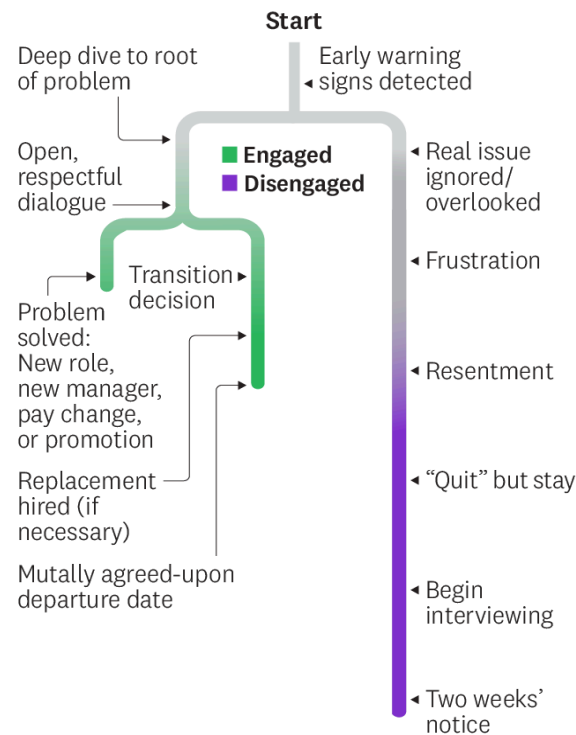 Start
Deep dive to root
of problem
Early warning
signs detected
Open,
respectful
dialogue
Engaged
Disengaged
Real issue
ignored/
overlooked
Transition
decision
Frustration
Problem
solved:
New role,
new manager,
pay change,
or promotion
Resentment
Replacement
hired (if
necessary)
“Quit” but stay
Mutally agreed-upon
departure date
Begin
interviewing
Two weeks’
notice